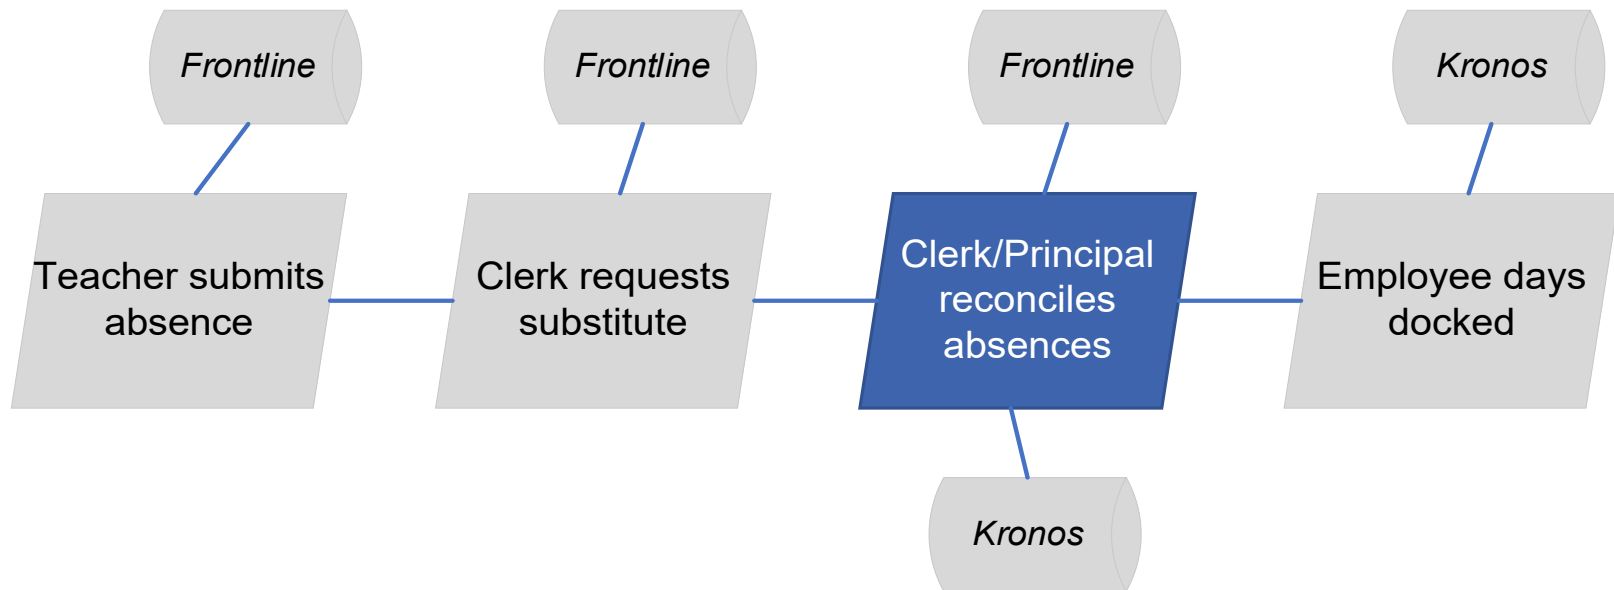 Frontline
Frontline
Frontline
Kronos
Teacher submits
absence
Clerk requests
substitute
Clerk/Principal
reconciles
absences
Employee days
docked
Kronos